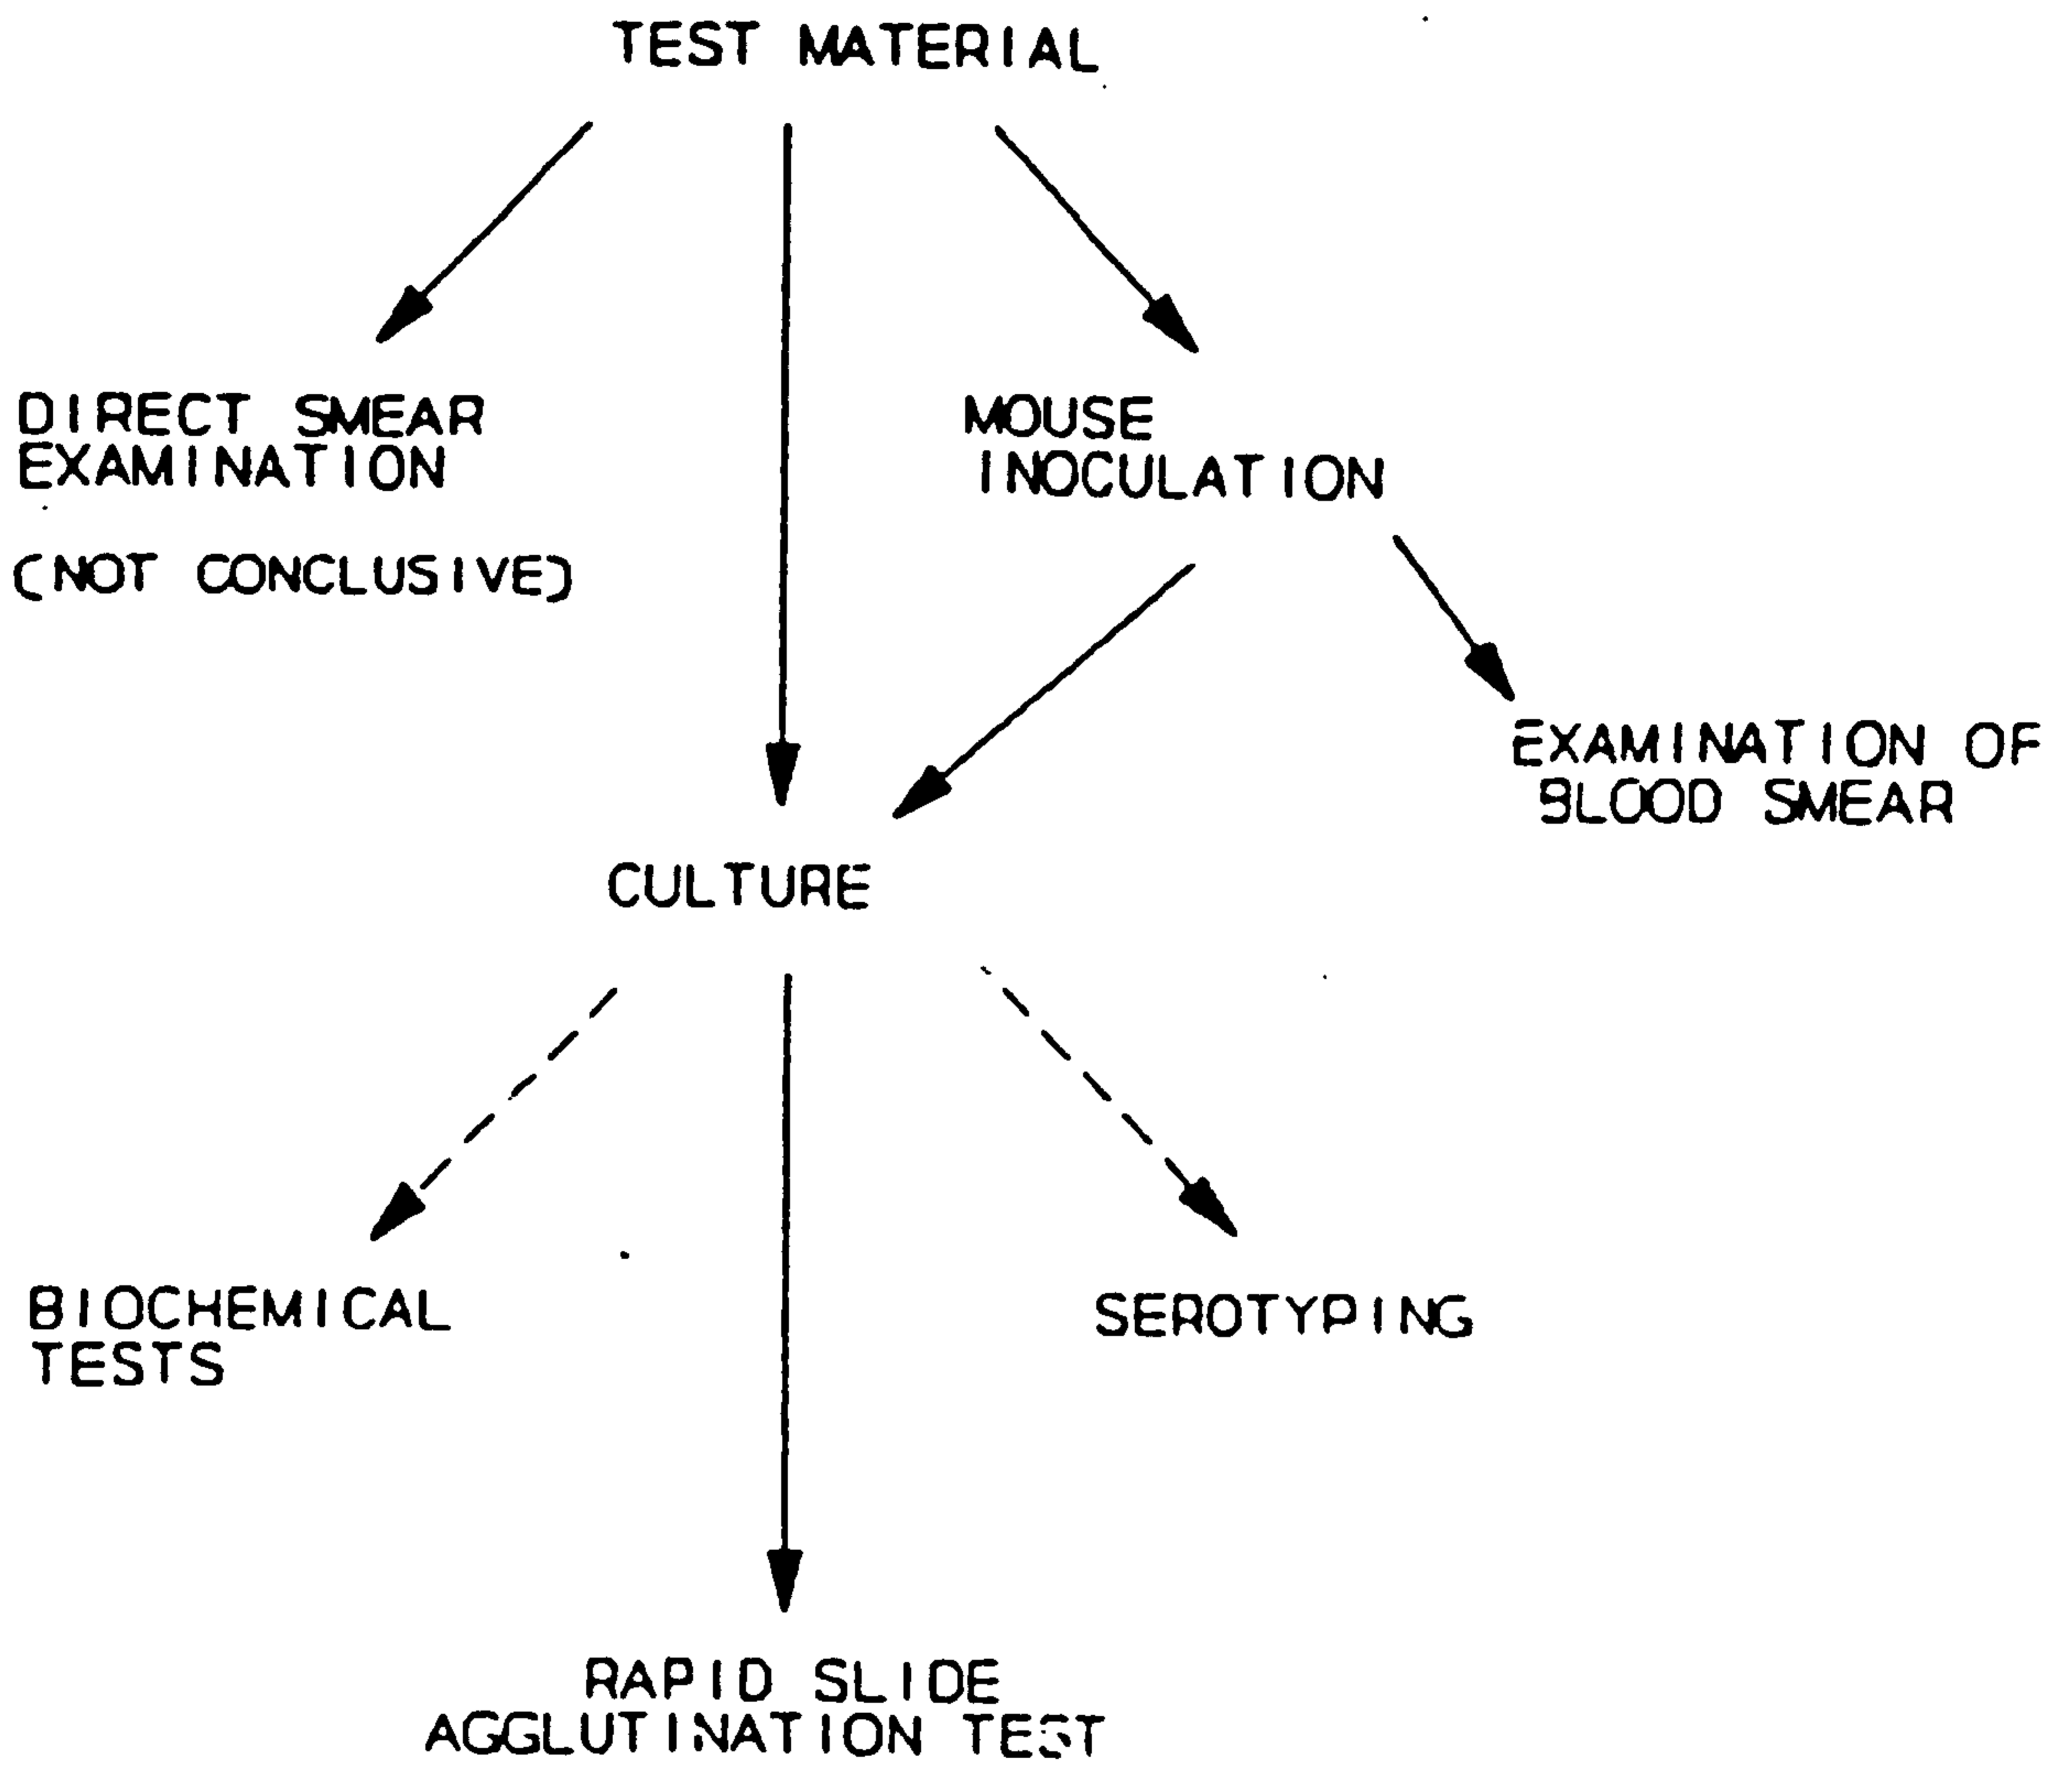 TEST MATERIAL
DIRECT SMEAR
EXAMINATION
(NOT CONCLUSIVE)
MOUSE
INOCULATION
EXAMINATION OF
BLOOD SMEAR
CULTURE
BIOCHEMICAL
TESTS
SEROTYPING
RAPID SLIDE
AGGLUTINATION TEST